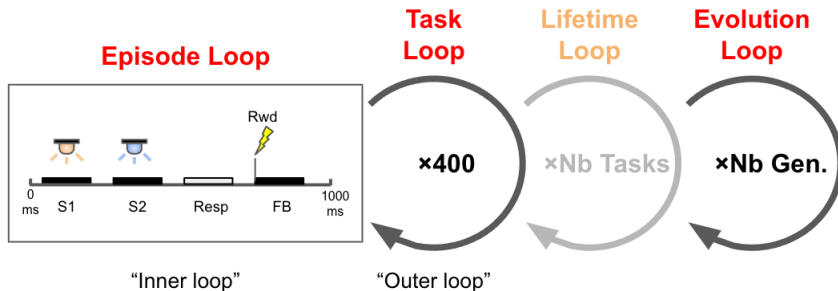 Episode Loop
Task
Loop
Lifetime
Loop
Evolution
Loop
Rwd
0
ms
S1
S2
Resp
FB
1000
ms
×400
×Nb Tasks
×Nb Gen.
“Inner loop”
“Outer loop”